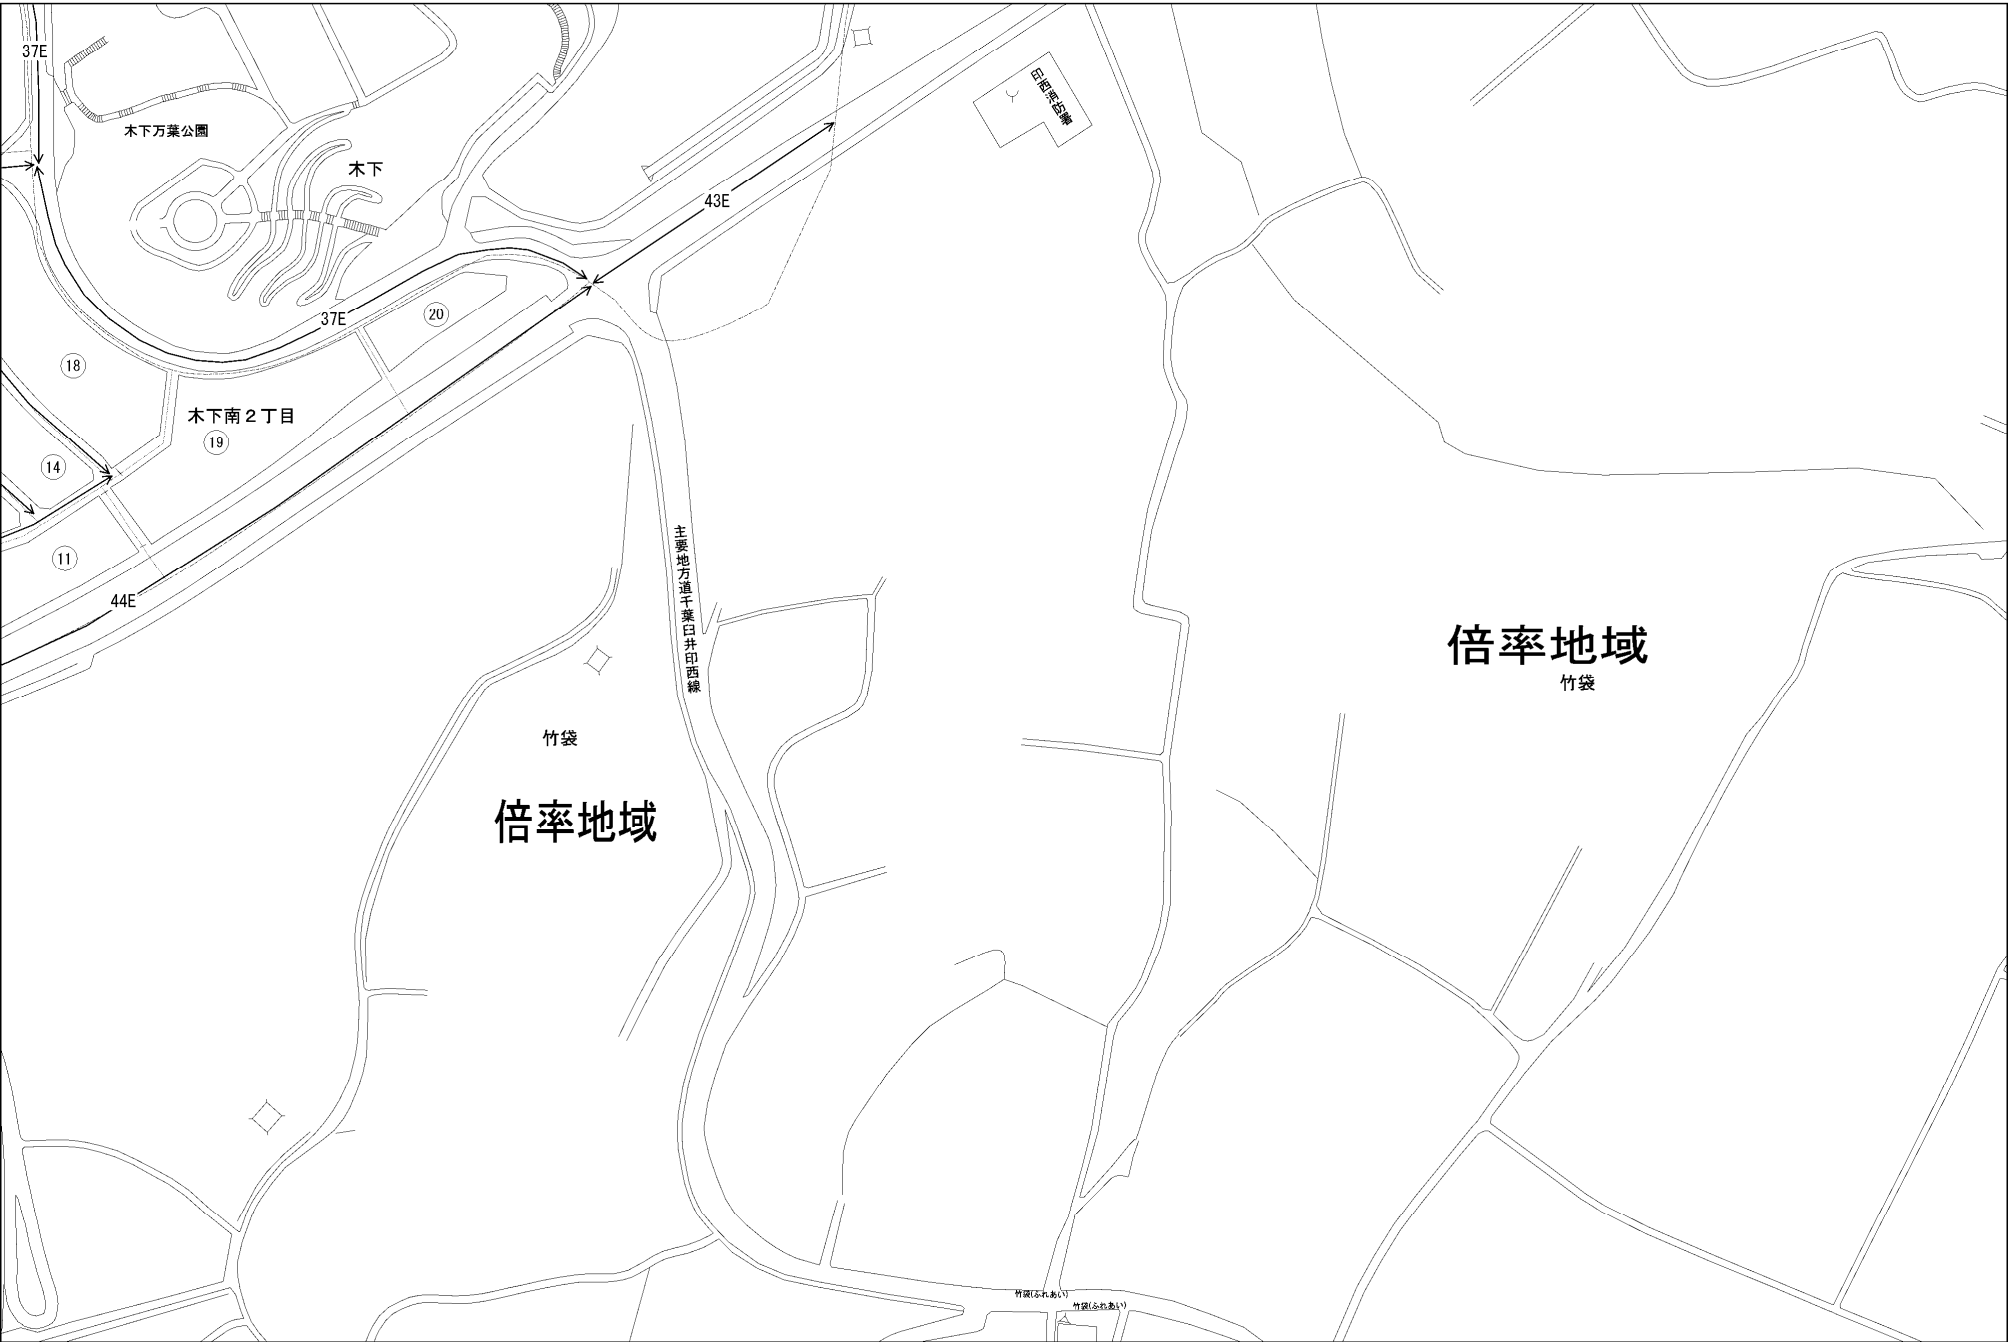 37E
木下万葉公園
木下
印西消防署
43E
37E
20
18
木下南2丁目
19
14
11
44E
主要地方道千葉臼井印西線
竹袋
倍率地域
倍率地域
竹袋
竹袋(ふれあい)
竹袋(ふれあい)